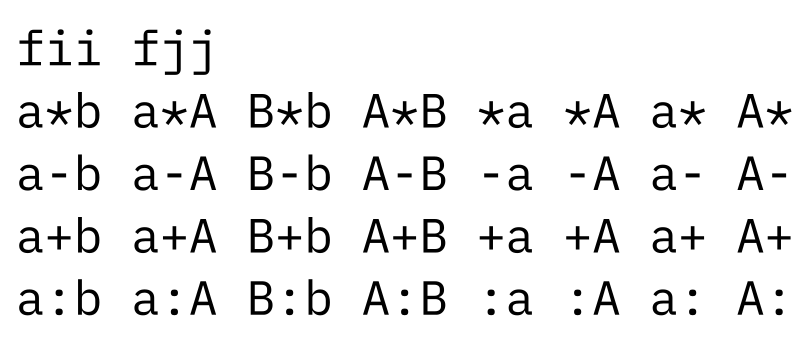 fii fjj
a*b a*A B*b A*B *a *A a* A*
a-b a-A B-b A-B -a -A a- A-
a+b a+A B+b A+B +a +A a+ A+
a:b a:A B:b A:B :a :A a: A: